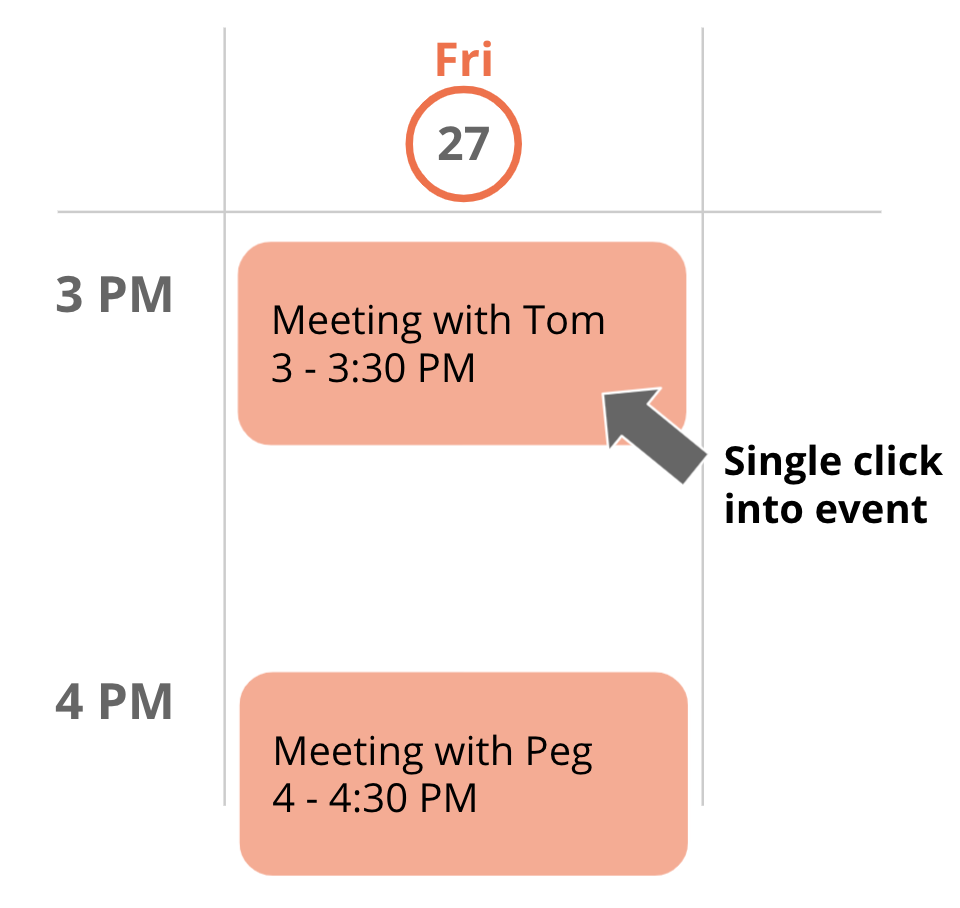 Fri
27
3 PM
Meeting with Tom
3 - 3:30 PM
Single click
into event
4 PM
Meeting with Peg
4 - 4:30 PM